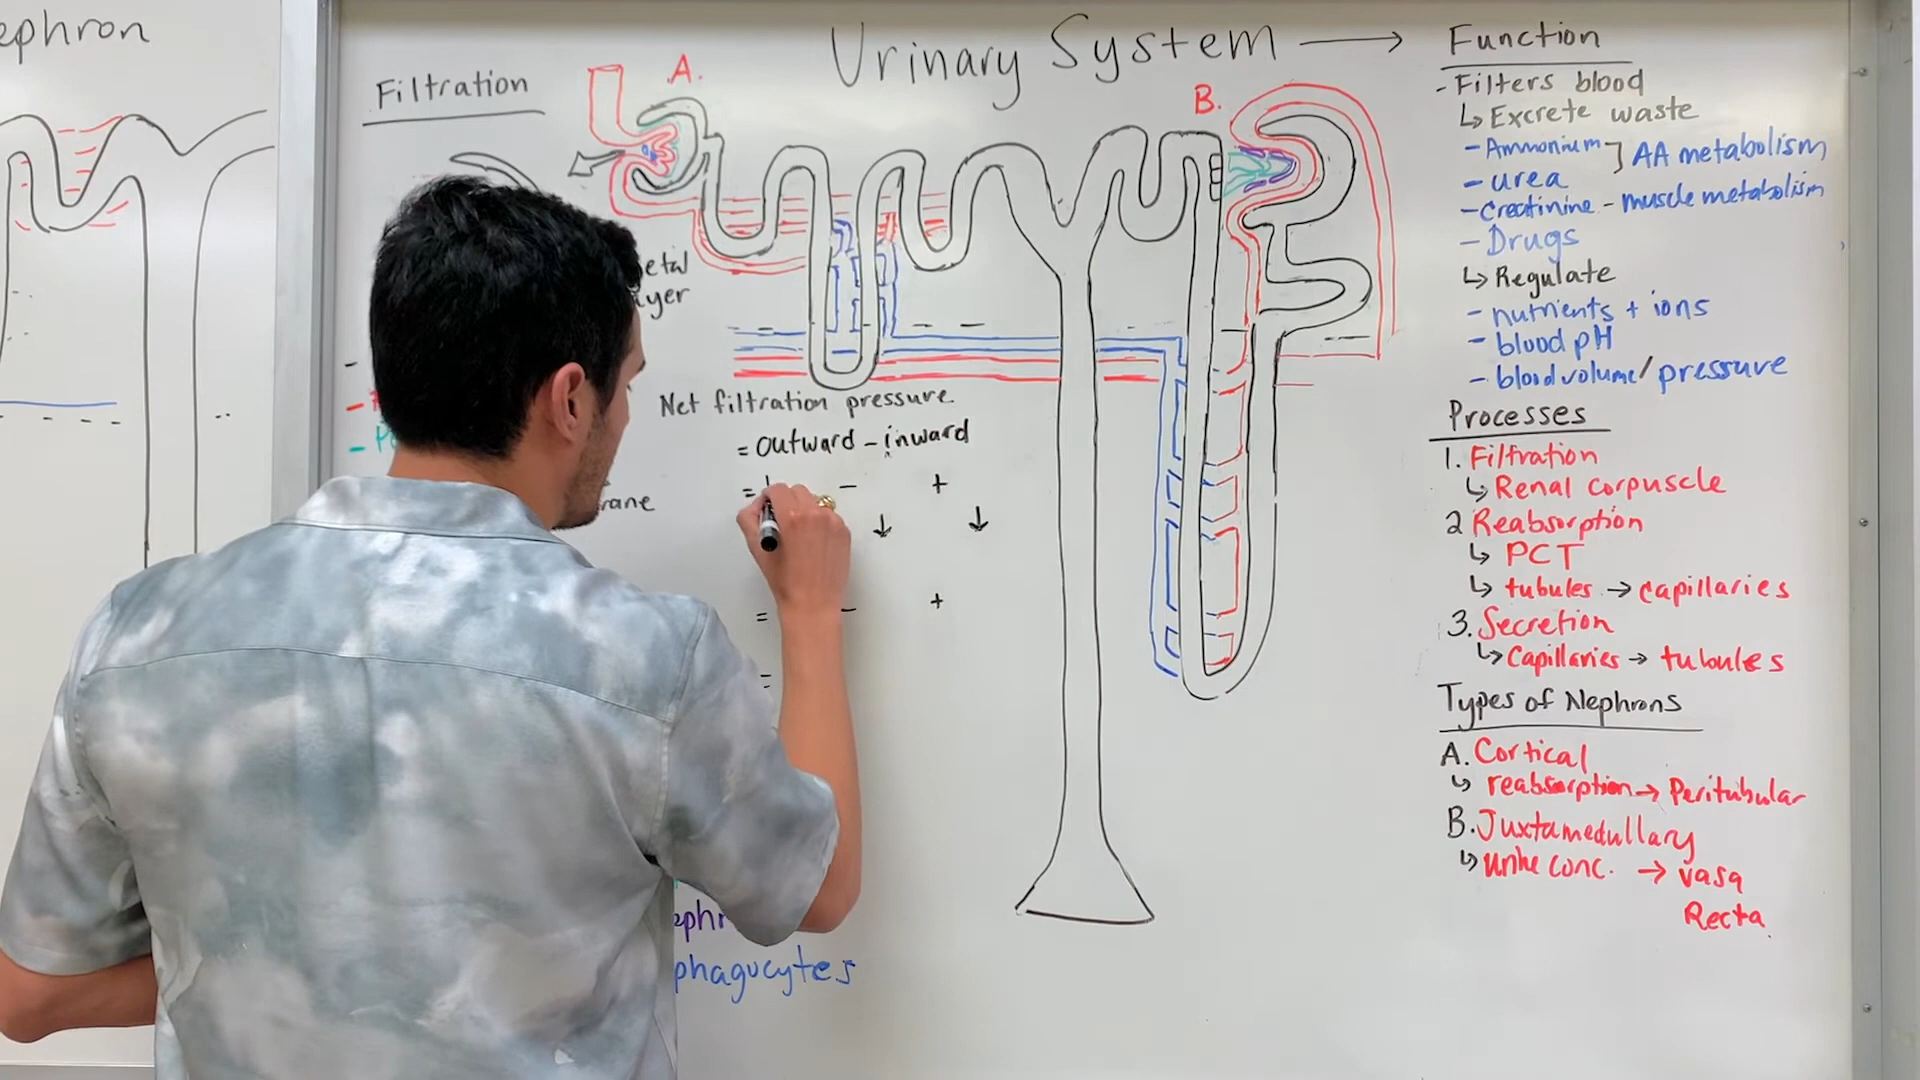 ephron
Urinary System →
Filtration
A.
B.
etal
ayer
rane
Net filtration pressure
= outward - inward
= - +
↓ ↓
= - +
=
ephr
phagocytes
Function
- Filters blood
↳ Excrete waste
- Ammonium ] AA metabolism
- urea
- Creatinine - muscle metabolism
- Drugs
↳ Regulate
- nutrients + ions
- blood pH
- blood volume/pressure
Processes
1. Filtration
↳ Renal corpuscle
2 Reabsorption
↳ PCT
↳ tubules → capillaries
3. Secretion
↳ Capillaries → tubules
Types of Nephrons
A. Cortical
↳ reabsorption → Peritubular
B. Juxtamedullary
↳ urine conc. → vasa
Recta